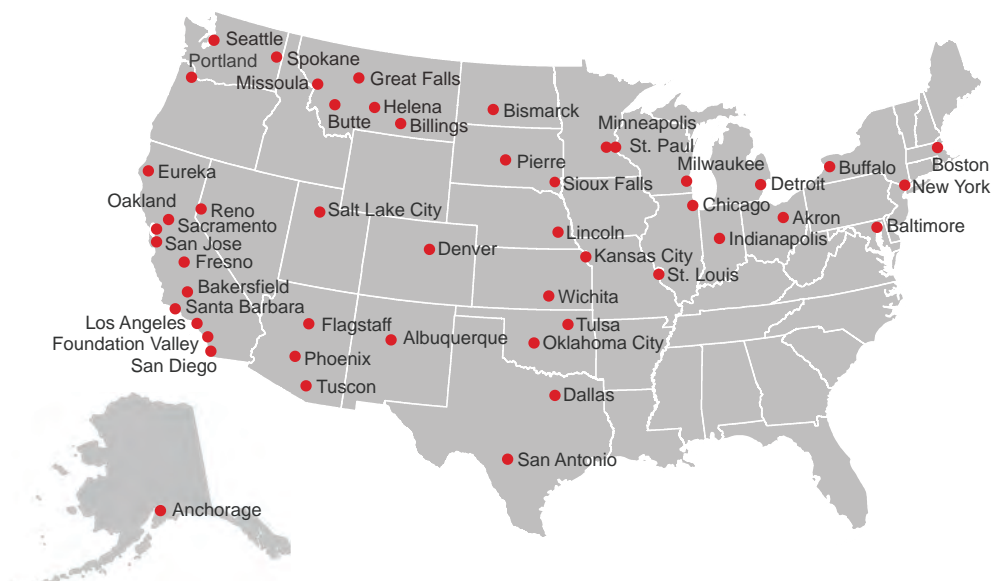 Seattle
Portland
Spokane
Missoula
Great Falls
Helena
Butte
Billings
Bismarck
Minneapolis
St. Paul
Pierre
Milwaukee
Sioux Falls
Buffalo
Boston
Eureka
Detroit
New York
Oakland
Reno
Salt Lake City
Chicago
Akron
Sacramento
Baltimore
San Jose
Denver
Lincoln
Indianapolis
Fresno
Kansas City
St. Louis
Bakersfield
Wichita
Santa Barbara
Los Angeles
Flagstaff
Albuquerque
Tulsa
Foundation Valley
Oklahoma City
San Diego
Phoenix
Tuscon
Dallas
San Antonio
Anchorage